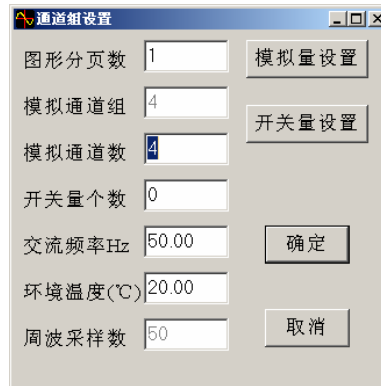 通道组设置
图形分页数 1 模拟量设置
模拟通道组 4
开关量设置
模拟通道数 4
开关量个数 0
交流频率Hz 50.00 确定
环境温度(℃) 20.00
周波采样数 50 取消